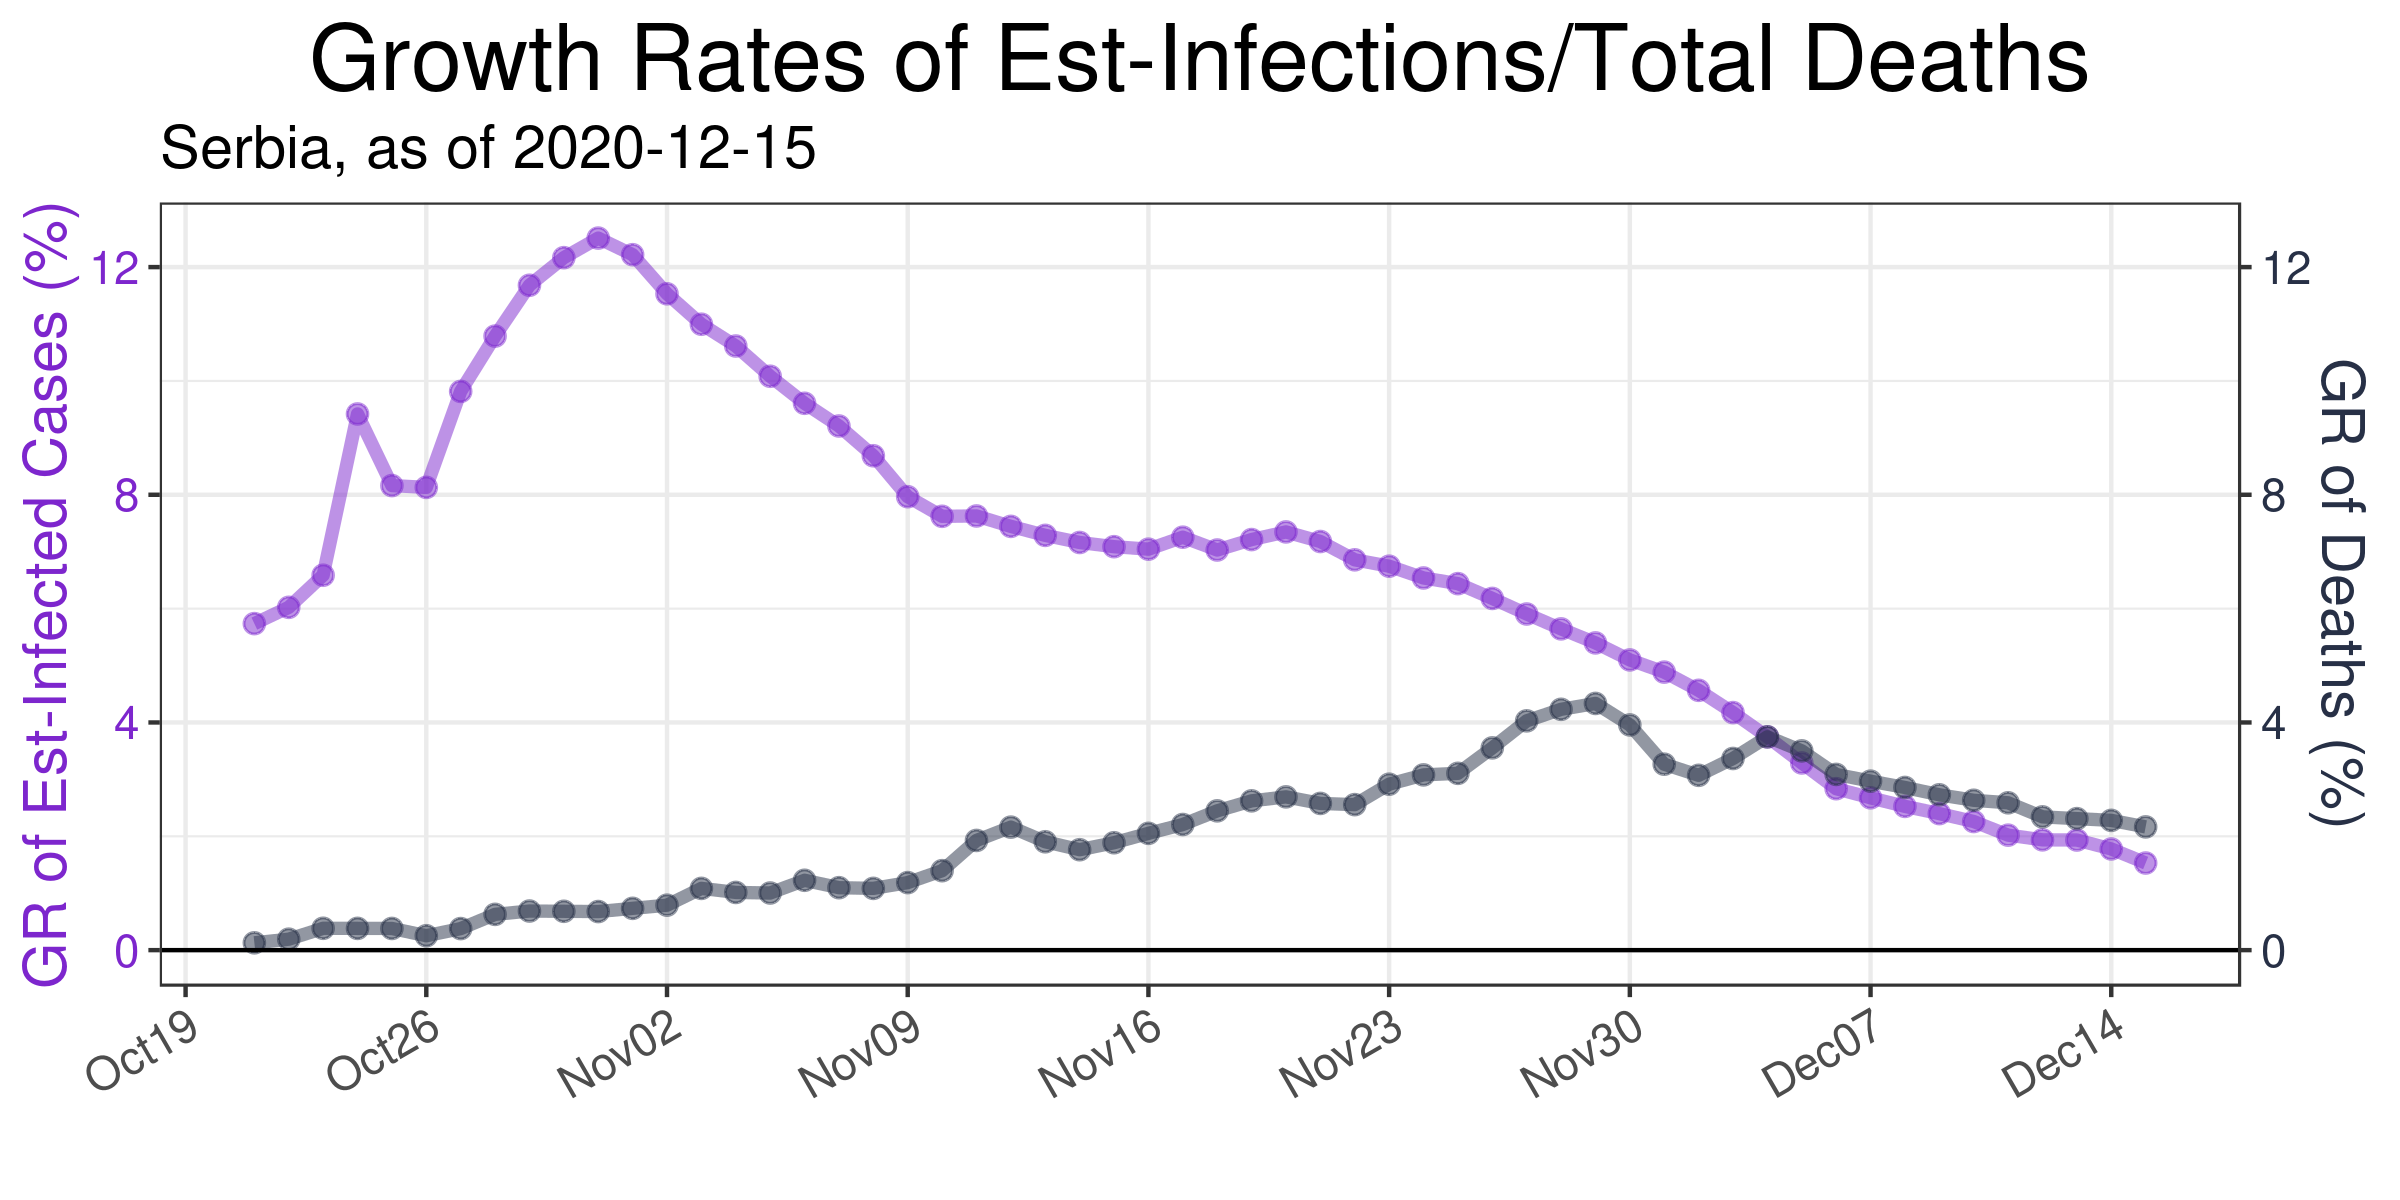 Growth Rates of Est-Infections/Total Deaths
Serbia, as of 2020-12-15
GR of Est-Infected Cases (%)
12
8
4
0
12
8
4
0
GR of Deaths (%)
Oct19
Oct26
Nov02
Nov09
Nov16
Nov23
Nov30
Dec07
Dec14